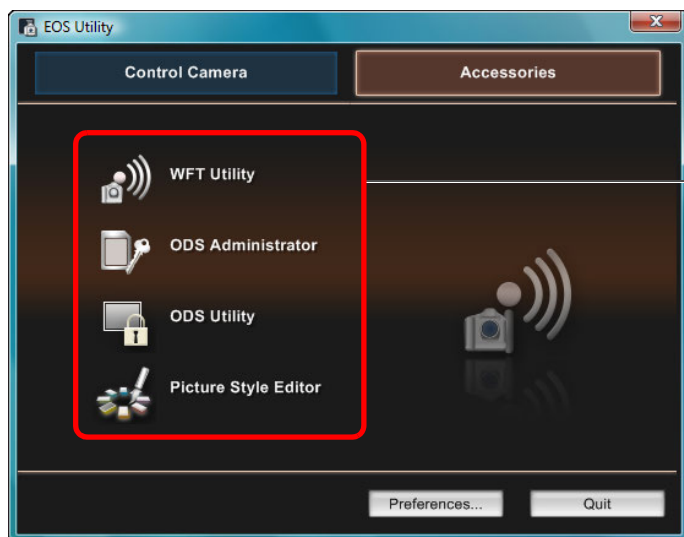 EOS Utility
Control Camera
Accessories
WFT Utility
ODS Administrator
ODS Utility
Picture Style Editor
Preferences...
Quit